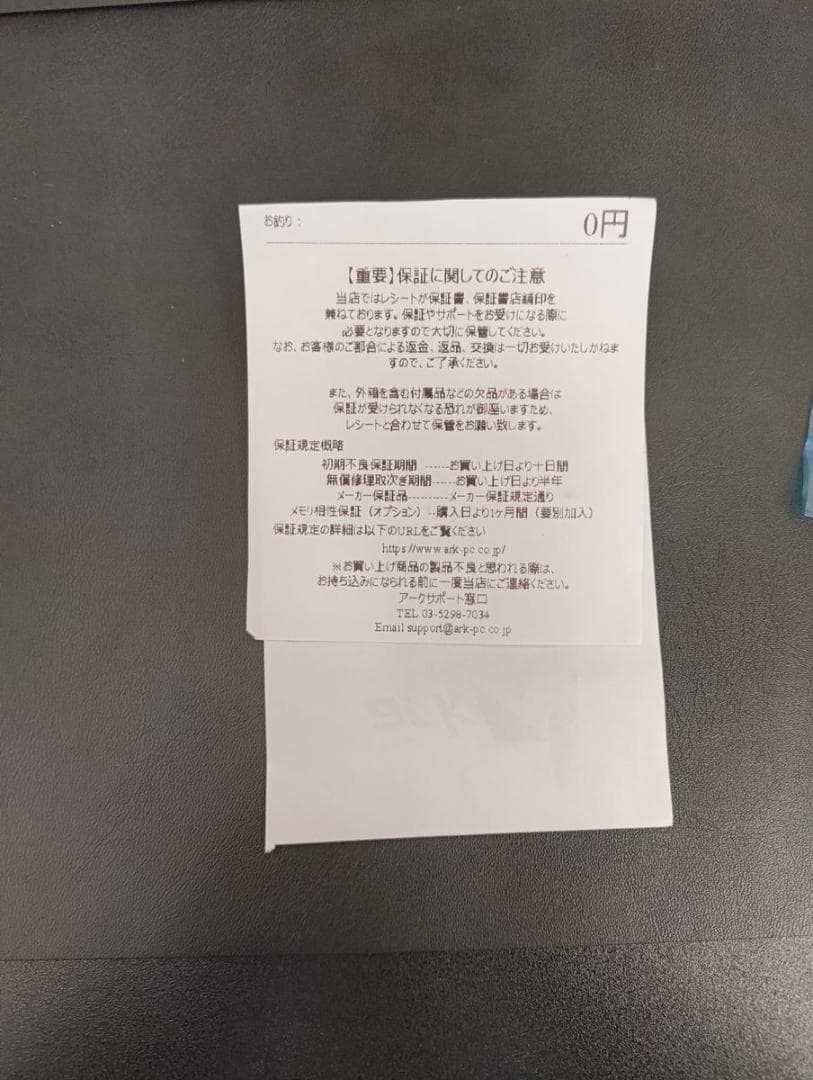 お釣り：
0円
【重要】保証に関してのご注意
当店ではレシートが保証書、保証書店舗印を
兼ねております。保証やサポートをお受けになる際に
必要となりますので大切に保管してください。
なお、お客様のご都合による返金、返品、交換は一切お受けいたしかねま
すので、ご了承ください。
また、外箱を含む付属品などの欠品がある場合は
保証が受けられなくなる恐れが御座いますため、
レシートと合わせて保管をお願い致します。
保証規定概略
初期不良保証期間 ------お買い上げ日より十日間
無償修理取次ぎ期間------お買い上げ日より半年
メーカー保証品----------メーカー保証規定通り
メモリ相性保証（オプション）--購入日より1ヶ月間（要別加入）
保証規定の詳細は以下のURLをご覧ください
https://www.ark-pc.co.jp/
※お買い上げ商品の製品不良と思われる際は、
お持ち込みになられる前に一度当店にご連絡ください。
アークサポート窓口
TEL 03-5298-7034
Email support@ark-pc.co.jp